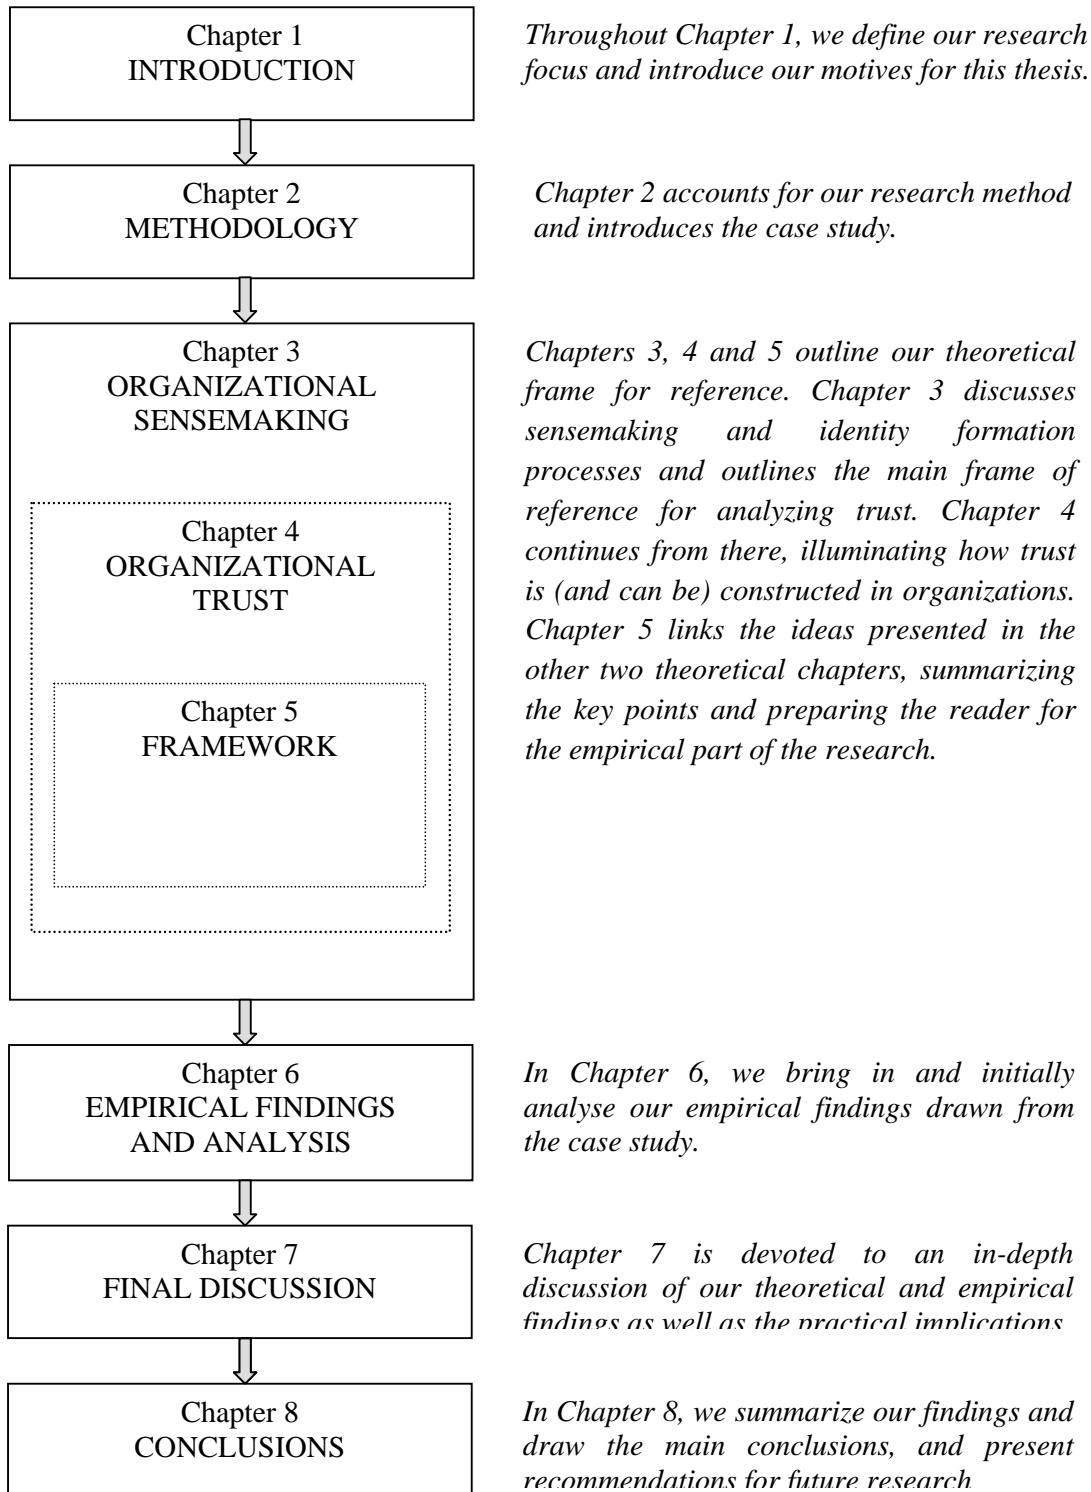 Chapter 1
INTRODUCTION
Throughout Chapter 1, we define our research
focus and introduce our motives for this thesis.
Chapter 2
METHODOLOGY
Chapter 2 accounts for our research method
and introduces the case study.
Chapter 3
ORGANIZATIONAL
SENSEMAKING
Chapter 4
ORGANIZATIONAL
TRUST
Chapter 5
FRAMEWORK
Chapters 3, 4 and 5 outline our theoretical
frame for reference. Chapter 3 discusses
sensemaking and identity formation
processes and outlines the main frame of
reference for analyzing trust. Chapter 4
continues from there, illuminating how trust
is (and can be) constructed in organizations.
Chapter 5 links the ideas presented in the
other two theoretical chapters, summarizing
the key points and preparing the reader for
the empirical part of the research.
Chapter 6
EMPIRICAL FINDINGS
AND ANALYSIS
In Chapter 6, we bring in and initially
analyse our empirical findings drawn from
the case study.
Chapter 7
FINAL DISCUSSION
Chapter 7 is devoted to an in-depth
discussion of our theoretical and empirical
findings as well as the practical implications
Chapter 8
CONCLUSIONS
In Chapter 8, we summarize our findings and
draw the main conclusions, and present
recommendations for future research